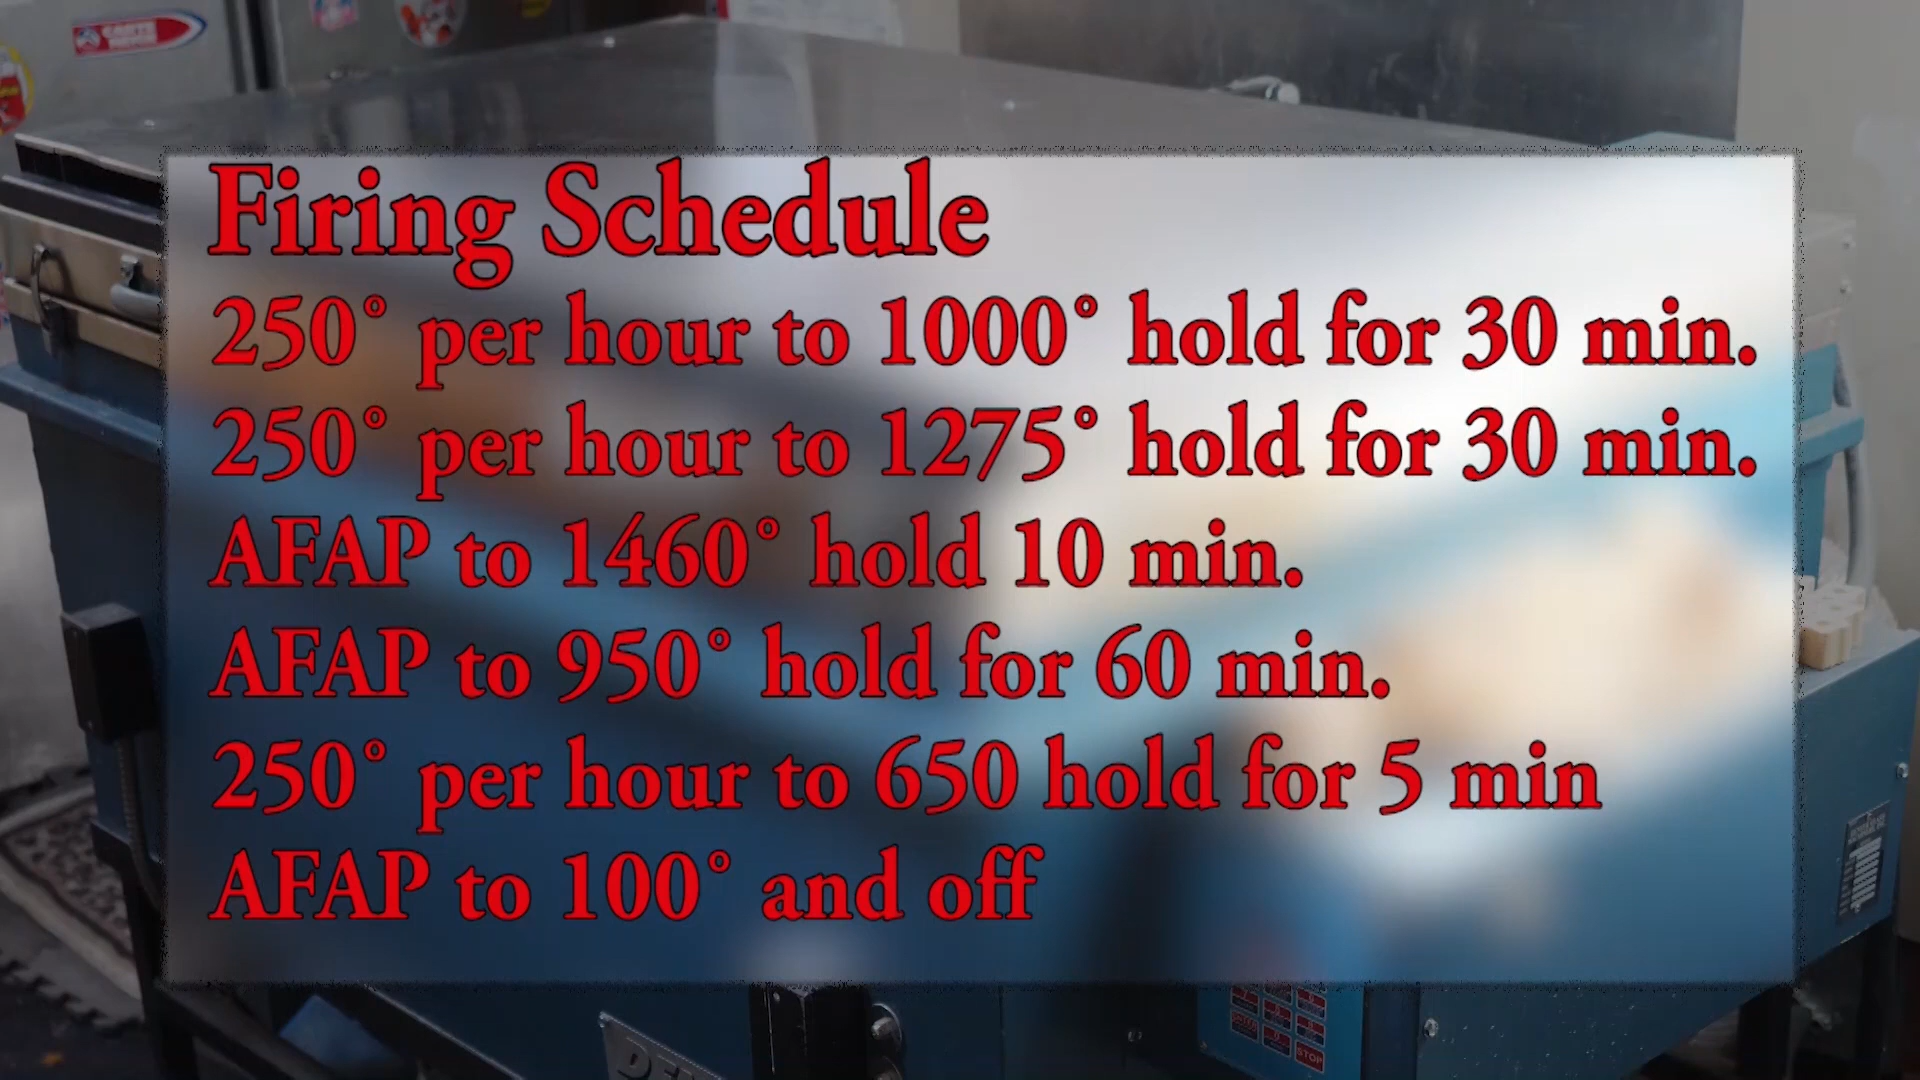 Firing Schedule
250° per hour to 1000° hold for 30 min.
250° per hour to 1275° hold for 30 min.
AFAP to 1460° hold 10 min.
AFAP to 950° hold for 60 min.
250° per hour to 650 hold for 5 min
AFAP to 100° and off
STOP